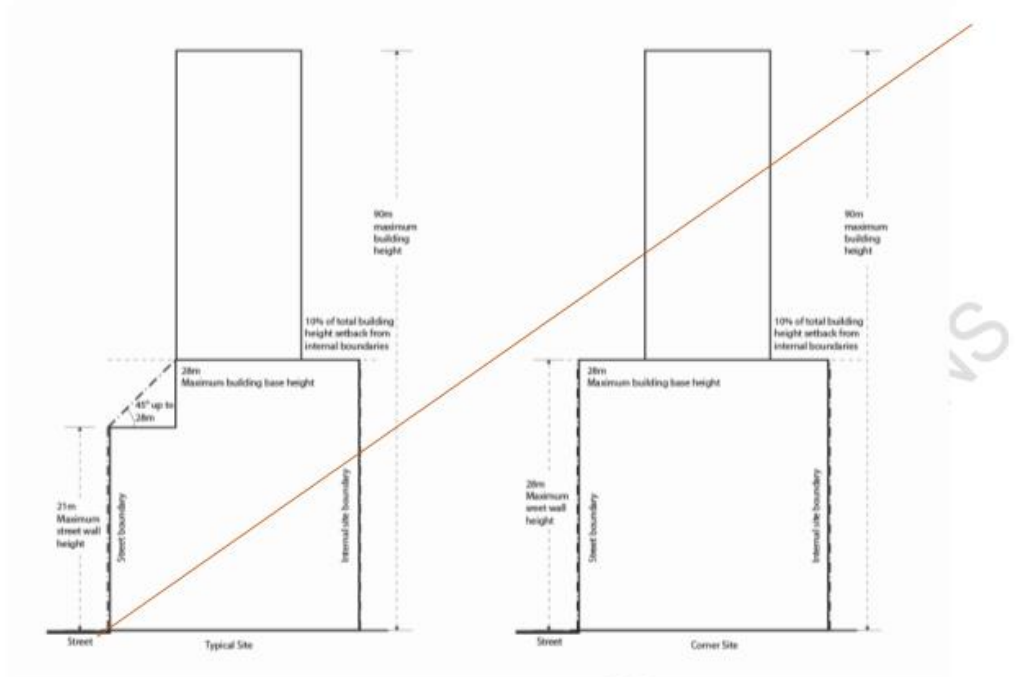 90m
maximum
building
height
10% of total building
height setback from
internal boundaries
28m
Maximum building base height
45° up to
28m
21m
Maximum
street wall
height
Street boundary
Internal site boundary
Street
Typical Site
90m
maximum
building
height
10% of total building
height setback from
internal boundaries
28m
Maximum building base height
28m
Maximum
sreet wall
height
Street boundary
Internal site boundary
Street
Corner Site